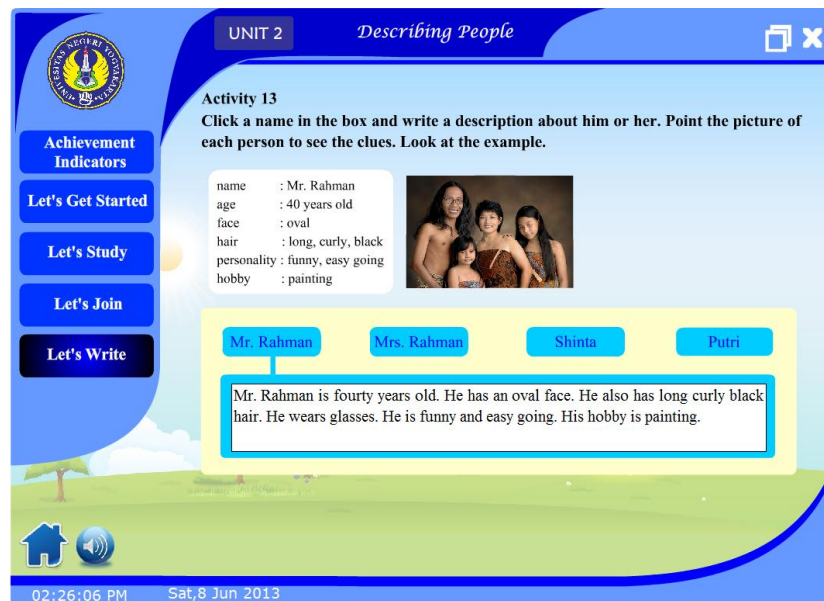 UNIT 2
Describing People
UNIVERSITAS NEGERI YOGYAKARTA
Activity 13
Click a name in the box and write a description about him or her. Point the picture of
each person to see the clues. Look at the example.
Achievement
Indicators
Let's Get Started
Let's Study
Let's Join
Let's Write
name : Mr. Rahman
age : 40 years old
face : oval
hair : long, curly, black
personality : funny, easy going
hobby : painting
Mr. Rahman
Mrs. Rahman
Shinta
Putri
Mr. Rahman is fourty years old. He has an oval face. He also has long curly black
hair. He wears glasses. He is funny and easy going. His hobby is painting.
02:26:06 PM
Sat,8 Jun 2013